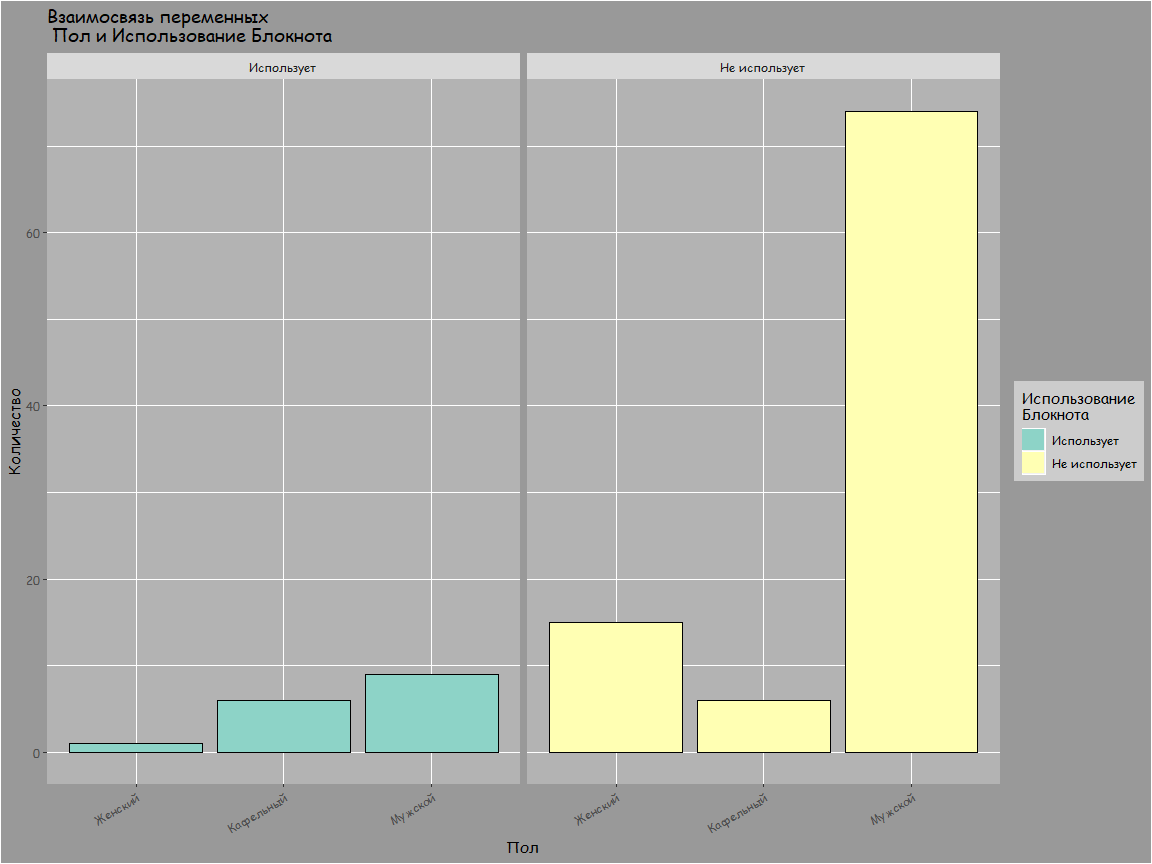 Взаимосвязь переменных
Пол и Использование Блокнота
Использует
Не использует
60
40
20
0
Количество
Женский
Кафельный
Мужской
Женский
Кафельный
Мужской
Пол
Использование
Блокнота
Использует
Не использует